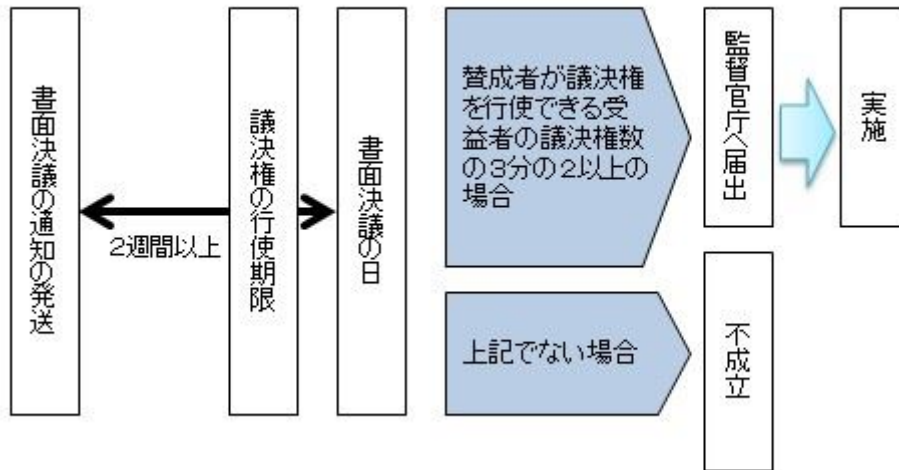 書面決議の通知の発送
2週間以上
議決権の行使期限
書面決議の日
賛成者が議決権
を行使できる受
益者の議決権数
の3分の2以上の
場合
監督官庁へ届出
実施
上記でない場合
不成立